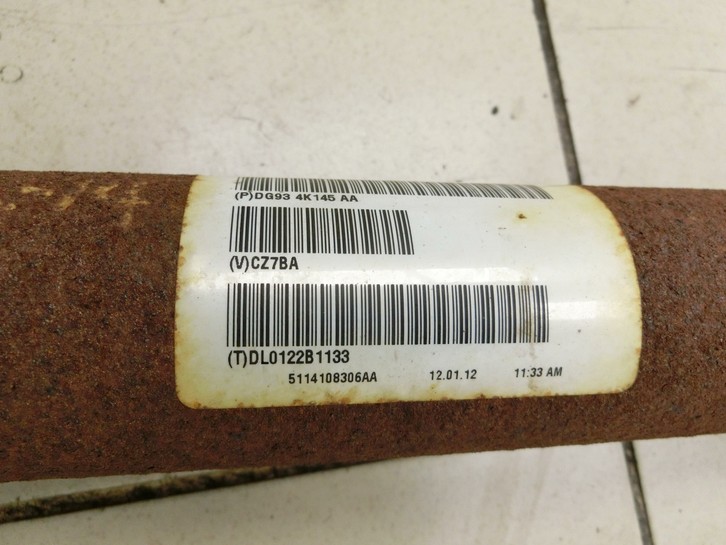 (P)DG93 4K145 AA
(V)CZ7BA
(T)DL0122B1133
5114108306AA 12.01.12 11:33 AM